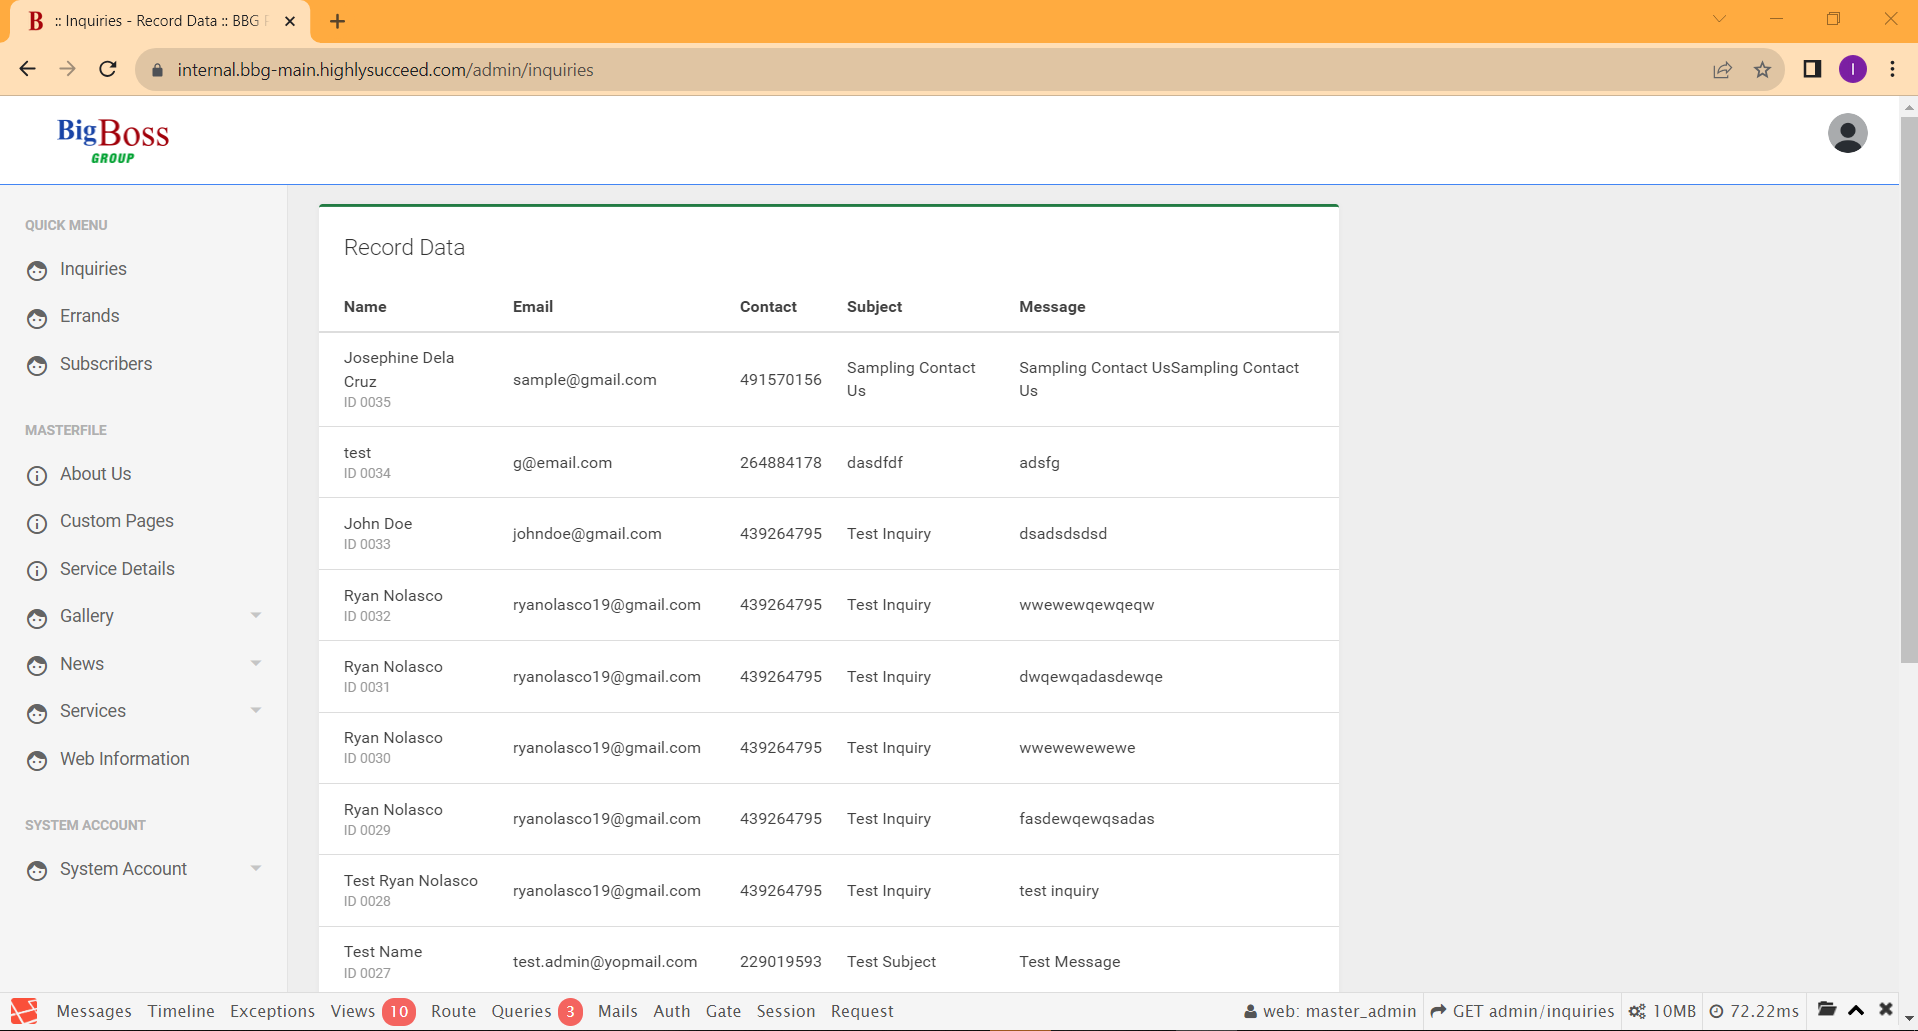 :: Inquiries - Record Data :: BBG
internal.bbg-main.highlysucceed.com/admin/inquiries
I
BigBoss
GROUP
QUICK MENU
Inquiries
Errands
Subscribers
MASTERFILE
About Us
Custom Pages
Service Details
Gallery
News
Services
Web Information
SYSTEM ACCOUNT
System Account
Record Data
Name Email Contact Subject Message
Josephine Dela
Cruz
ID 0035
sample@gmail.com
491570156
Sampling Contact
Us
Sampling Contact UsSampling Contact
Us
test
ID 0034
g@email.com
264884178
dasdfdf
adsfg
John Doe
ID 0033
johndoe@gmail.com
439264795
Test Inquiry
dsadsdsdsd
Ryan Nolasco
ID 0032
ryanolasco19@gmail.com
439264795
Test Inquiry
wwewewqewqeqw
Ryan Nolasco
ID 0031
ryanolasco19@gmail.com
439264795
Test Inquiry
dwqewqadasdewqe
Ryan Nolasco
ID 0030
ryanolasco19@gmail.com
439264795
Test Inquiry
wwewewewewe
Ryan Nolasco
ID 0029
ryanolasco19@gmail.com
439264795
Test Inquiry
fasdewqewqsadas
Test Ryan Nolasco
ID 0028
ryanolasco19@gmail.com
439264795
Test Inquiry
test inquiry
Test Name
ID 0027
test.admin@yopmail.com
229019593
Test Subject
Test Message
Messages Timeline Exceptions Views 10 Route Queries 3 Mails Auth Gate Session Request web: master_admin GET admin/inquiries 10MB 72.22ms